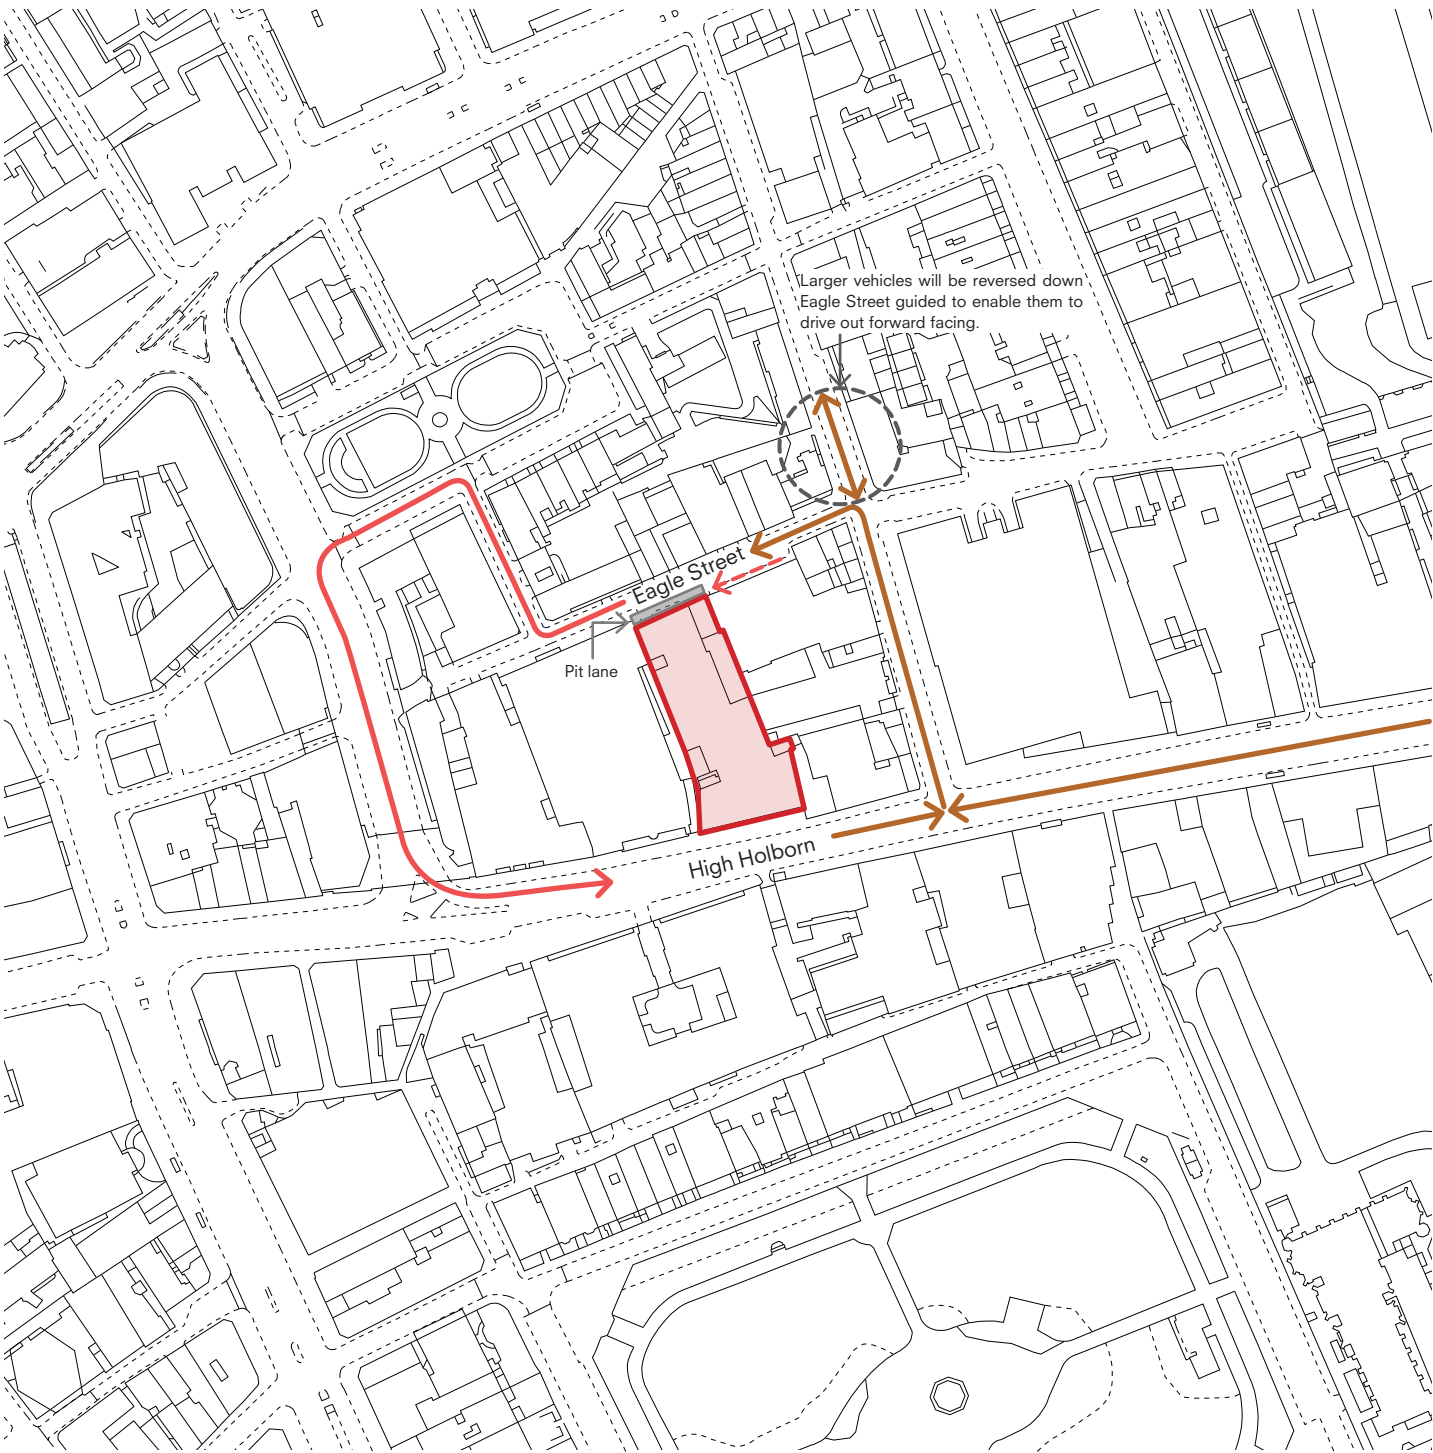 Larger vehicles will be reversed down
Eagle Street guided to enable them to
drive out forward facing.
Eagle Street
Pit lane
High Holborn